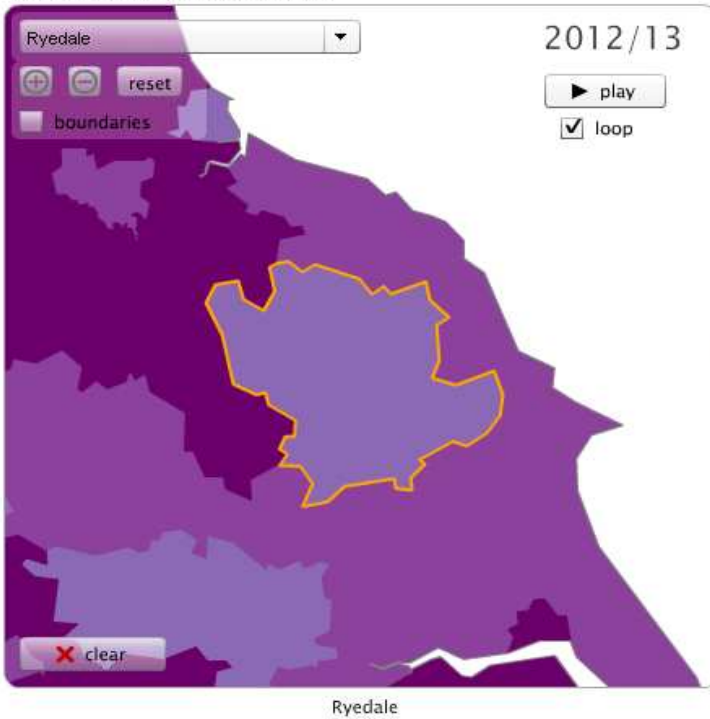 Ryedale
2012/13
reset
play
boundaries
loop
clear
Ryedale